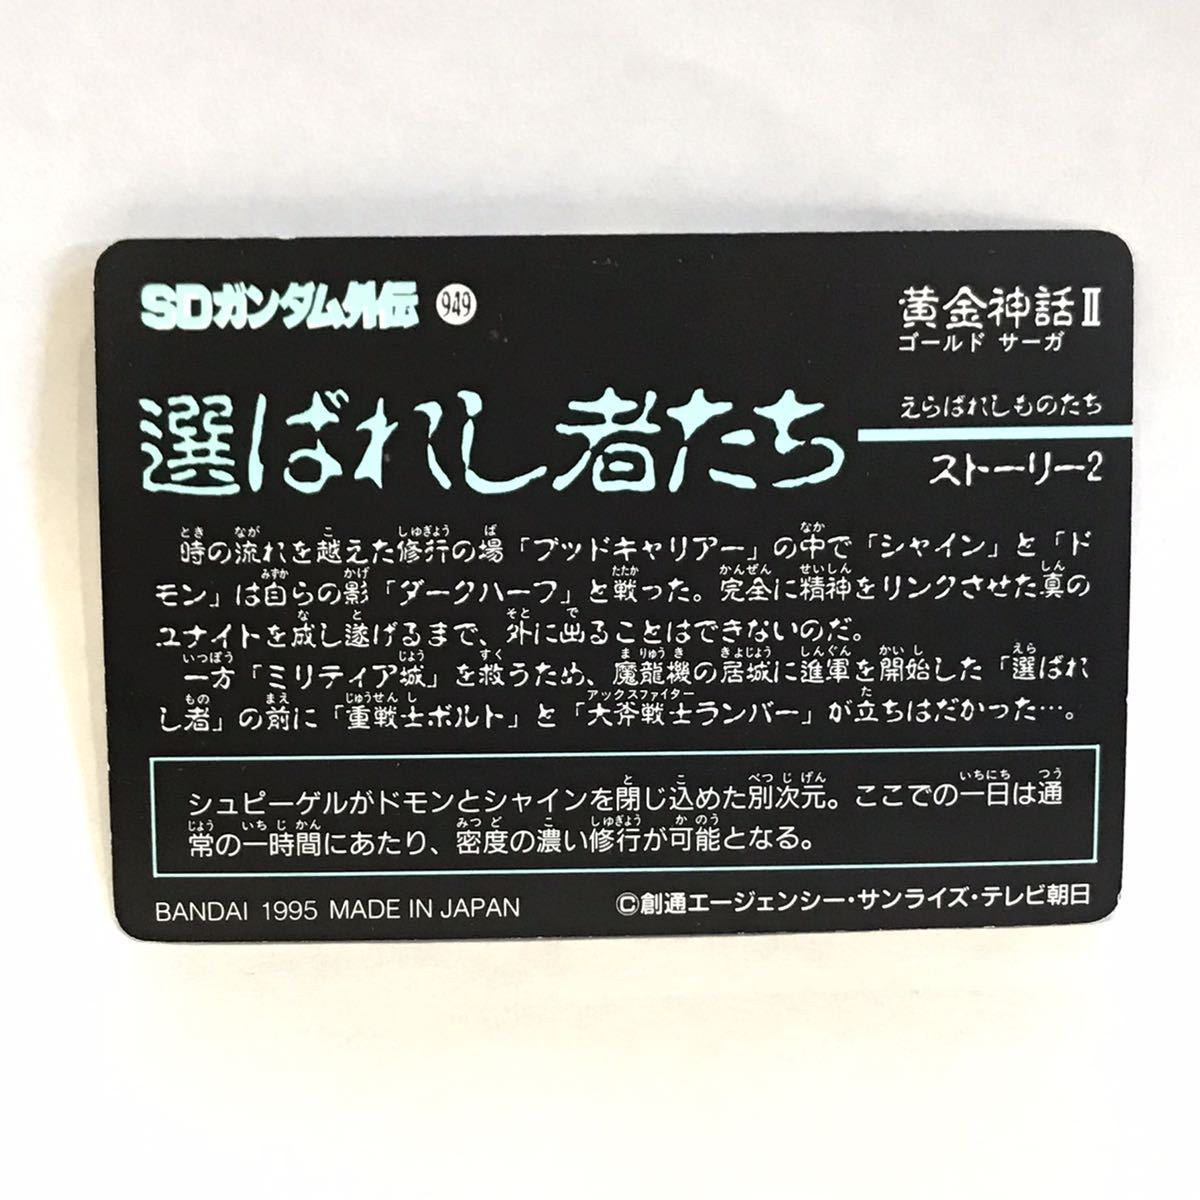 SDガンダム外伝 949
黄金神話Ⅱ
ゴールド サーガ
選ばれし者たち
えらばれしものたち
ストーリー2
時の流れを越えた修行の場「ブッドキャリアー」の中で「シャイン」と「ド
モン」は自らの影「ダークハーフ」と戦った。完全に精神をリンクさせた真の
ユナイトを成し遂げるまで、外に出ることはできないのだ。
一方「ミリティア城」を救うため、魔龍機の居城に進軍を開始した「選ばれ
し者」の前に「重戦士ボルト」と「大斧戦士ランバー」が立ちはだかった…。
シュピーゲルがドモンとシャインを閉じ込めた別次元。ここでの一日は通
常の一時間にあたり、密度の濃い修行が可能となる。
BANDAI 1995 MADE IN JAPAN
©創通エージェンシー・サンライズ・テレビ朝日